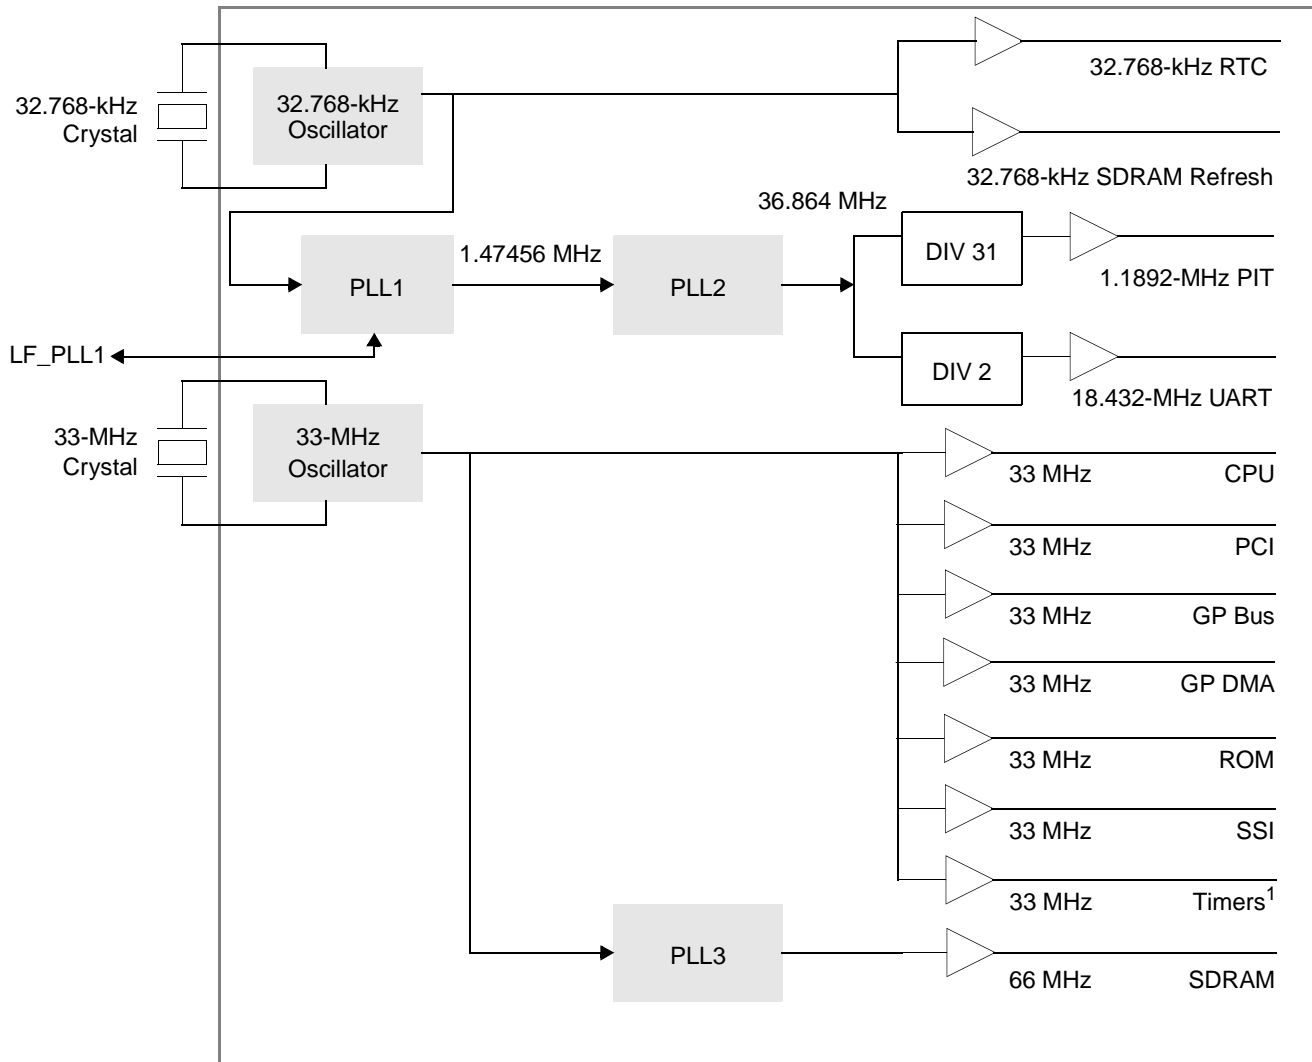 32.768-kHz
Crystal
32.768-kHz
Oscillator
32.768-kHz RTC
32.768-kHz SDRAM Refresh
36.864 MHz
1.47456 MHz
PLL1
PLL2
DIV 31
1.1892-MHz PIT
LF_PLL1
DIV 2
18.432-MHz UART
33-MHz
Crystal
33-MHz
Oscillator
33 MHz CPU
33 MHz PCI
33 MHz GP Bus
33 MHz GP DMA
33 MHz ROM
33 MHz SSI
33 MHz Timers1
PLL3
66 MHz SDRAM